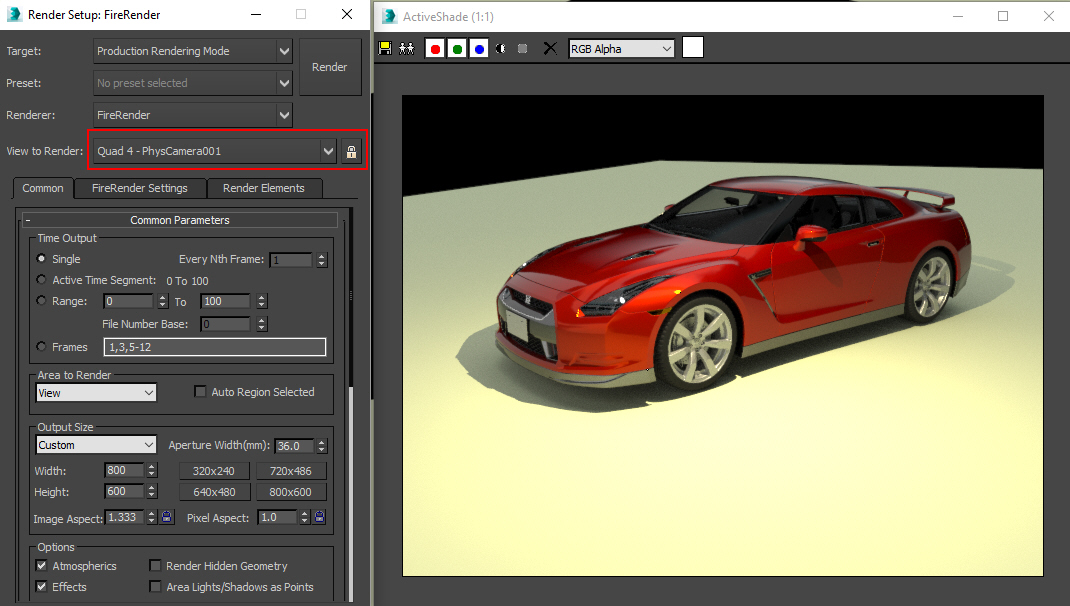 Render Setup: FireRender
Target: Production Rendering Mode
Render
Preset: No preset selected
Renderer: FireRender
View to Render: Quad 4 - PhysCamera001
Common FireRender Settings Render Elements
- Common Parameters
Time Output
Single Every Nth Frame: 1
Active Time Segment: 0 To 100
Range: 0 To 100
File Number Base: 0
Frames 1,3,5-12
Area to Render
View Auto Region Selected
Output Size
Custom Aperture Width(mm): 36.0
Width: 800 320x240 720x486
Height: 600 640x480 800x600
Image Aspect: 1.333 Pixel Aspect: 1.0
Options
Atmospherics Render Hidden Geometry
Effects Area Lights/Shadows as Points
ActiveShade (1:1)
RGB Alpha